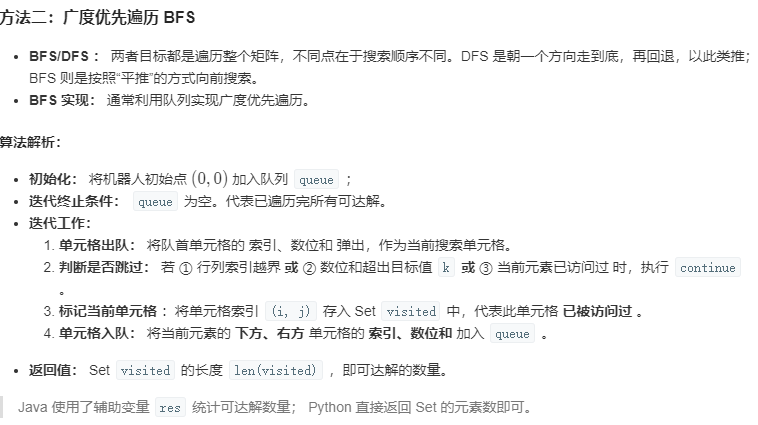 方法二：广度优先遍历 BFS
• BFS/DFS ： 两者目标都是遍历整个矩阵，不同点在于搜索顺序不同。DFS 是朝一个方向走到底，再回退，以此类推；
BFS 则是按照“平推”的方式向前搜索。
• BFS 实现： 通常利用队列实现广度优先遍历。
算法解析：
• 初始化： 将机器人初始点 (0, 0) 加入队列 queue ；
• 迭代终止条件： queue 为空。代表已遍历完所有可达解。
• 迭代工作：
1. 单元格出队： 将队首单元格的 索引、数位和 弹出，作为当前搜索单元格。
2. 判断是否跳过： 若 ① 行列索引越界 或 ② 数位和超出目标值 k 或 ③ 当前元素已访问过 时，执行 continue
。
3. 标记当前单元格 ：将单元格索引 (i, j) 存入 Set visited 中，代表此单元格 已被访问过 。
4. 单元格入队： 将当前元素的 下方、右方 单元格的 索引、数位和 加入 queue 。
• 返回值： Set visited 的长度 len(visited) ，即可达解的数量。
Java 使用了辅助变量 res 统计可达解数量； Python 直接返回 Set 的元素数即可。